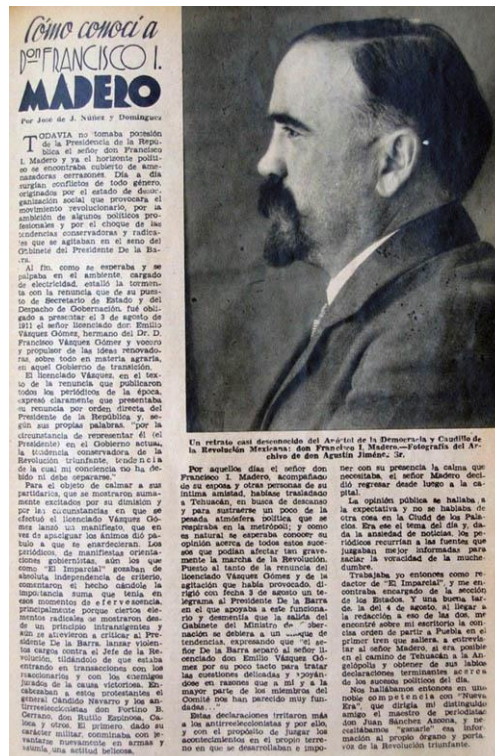 Cómo conocí a
DON FRANCISCO I.
MADERO
Por José de J. Núñez y Domínguez
TODAVIA no tomaba posesión
de la Presidencia de la Repú-
blica el señor don Francisco
I. Madero y ya el horizonte políti-
co se encontraba cubierto de ame-
nazadoras cerrazones. Día a día
surgían conflictos de todo género,
originados por el estado de desor-
ganización social que provocara el
movimiento revolucionario, por la
ambición de algunos políticos pro-
fesionales y por el choque de las
tendencias conservadoras y radica-
les que se agitaban en el seno del
Gabinete del Presidente De la Ba-
rra.
Al fin, como se esperaba y se
palpaba en el ambiente, cargado
de electricidad, estalló la tormen-
ta con la renuncia que de su pues-
to de Secretario de Estado y del
Despacho de Gobernación, fué obli-
gado a presentar el 3 de agosto de
1911 el señor licenciado don Emilio
Vázquez Gómez, hermano del Dr. D.
Francisco Vázquez Gómez y vocero
y propulsor de las ideas renovado-
ras, sobre todo en materia agraria,
en aquel Gobierno de transición.
El licenciado Vázquez, en el tex-
to de la renuncia que publicaron
todos los periódicos de la época,
expresó claramente que presentaba
su renuncia por orden directa del
Presidente de la República y, se-
gún sus propias palabras, "por la
circunstancia de representar él (el
Presidente) en el Gobierno actual,
la tendencia conservadora de la
Revolución triunfante, tendencia
de la cual mi conciencia no ha de-
bido ni debe separarse."
Para el objeto de calmar a sus
partidarios, que se mostraron suma-
mente excitados por su dimisión y
por las circunstancias en que se
efectuó el licenciado Vázquez Gó-
mez lanzó un manifiesto, que en
vez de apaciguar los ánimos dió pá-
bulo a que se enardecieran. Los
periódicos, de manifiestas orienta-
ciones gobiernistas, aún los que
como "El Imparcial" gozaban de
absoluta independencia de criterio,
comentaron el hecho dándole la
importancia suma que tenía en
esos momentos de efervescencia,
principalmente porque ciertos ele-
mentos radicales se mostraron des-
de un principio intransigentes y
aún se atrevieron a criticar al Pre-
sidente De la Barra, lanzar violen-
tos cargos contra el Jefe de la Re-
volución, tildándolo de que estaba
entrando en transacciones con los
reaccionarios y con los enemigos
jurados de la causa victoriosa. En-
cabezaban a estos protestantes el
general Cándido Navarro y los an-
tirreeleccionistas don Fortino B.
Serrano, don Rutilio Espinosa, Ca-
loca y otros. El primero, dado su
carácter militar, conminaba con le-
vantarse nuevamente en armas y
asumía una actitud belicosa.
Un retrato casi desconocido del Apóstol de la Democracia y Caudillo de
la Revolución Mexicana: don Francisco I. Madero.—Fotografía del Ar-
chivo de don Agustín Jiménez, Jr.
Por aquellos días el señor don
Francisco I. Madero, acompañado
de su esposa y otras personas de su
íntima amistad, habíase trasladado
a Tehuacán, en busca de descanso
y para sustraerse un poco de la
pesada atmósfera política que se
respiraba en la metrópoli; y como
es natural se esperaba conocer su
opinión acerca de todos estos suce-
sos que podían afectar tan grave-
mente la marcha de la Revolución.
Puesto al tanto de la renuncia del
licenciado Vázquez Gómez y de la
agitación que había provocado, di-
rigió con fecha 3 de agosto un te-
legrama al Presidente De la Barra
en el que apoyaba a este funciona-
rio y desmentía que la salida del
Gabinete del Ministro de
bernación se debiera a un
tendencias, expresando que "el se-
ñor De la Barra separó al señor li-
cenciado don Emilio Vázquez Gó-
mez por su poco tacto para tratar
las cuestiones delicadas y apoyán-
dose en razones que a mí y a la
mayor parte de los miembros del
Comité nos han parecido muy fun-
dadas..."
Estas declaraciones irritaron más
a los antirreeleccionistas y por ello,
y con el propósito de juzgar los
acontecimientos en el propio terre-
no en que se desarrollaban e impo-
ner con su presencia la calma que
necesitaba, el señor Madero deci-
dió regresar desde luego a la ca-
pital.
La opinión pública se hallaba a
la expectativa y no se hablaba de
otra cosa en la Ciudad de los Pala-
cios. Era ese el tema del día y, da-
da la ansiedad de noticias, los pe-
riódicos recurrían a las fuentes que
juzgaban mejor informadas para
saciar la voracidad de la muche-
dumbre.
Trabajaba yo entonces como re-
dactor de "El Imparcial", y me en-
contraba encargado de la sección
de los Estados. Y una buena tar-
de, la del 4 de agosto, al llegar a
la redacción a eso de las dos, me
encontré sobre mi escritorio la con-
cisa orden de partir a Puebla en el
primer tren que saliera, a entrevis-
tar al señor Madero, si era posible
en el camino de Tehuacán a la An-
gelópolis y obtener de sus labios
declaraciones terminantes acerca
de los sucesos políticos del día.
Nos hallábamos entonces en una
noble competencia con "Nueva
Era", que dirigía mi distinguido
amigo el maestro de periodistas
don Juan Sánchez Azcona, y ne-
cesitábamos "ganarle" esa infor-
mación al propio órgano y porta-
voz de la Revolución triunfante.